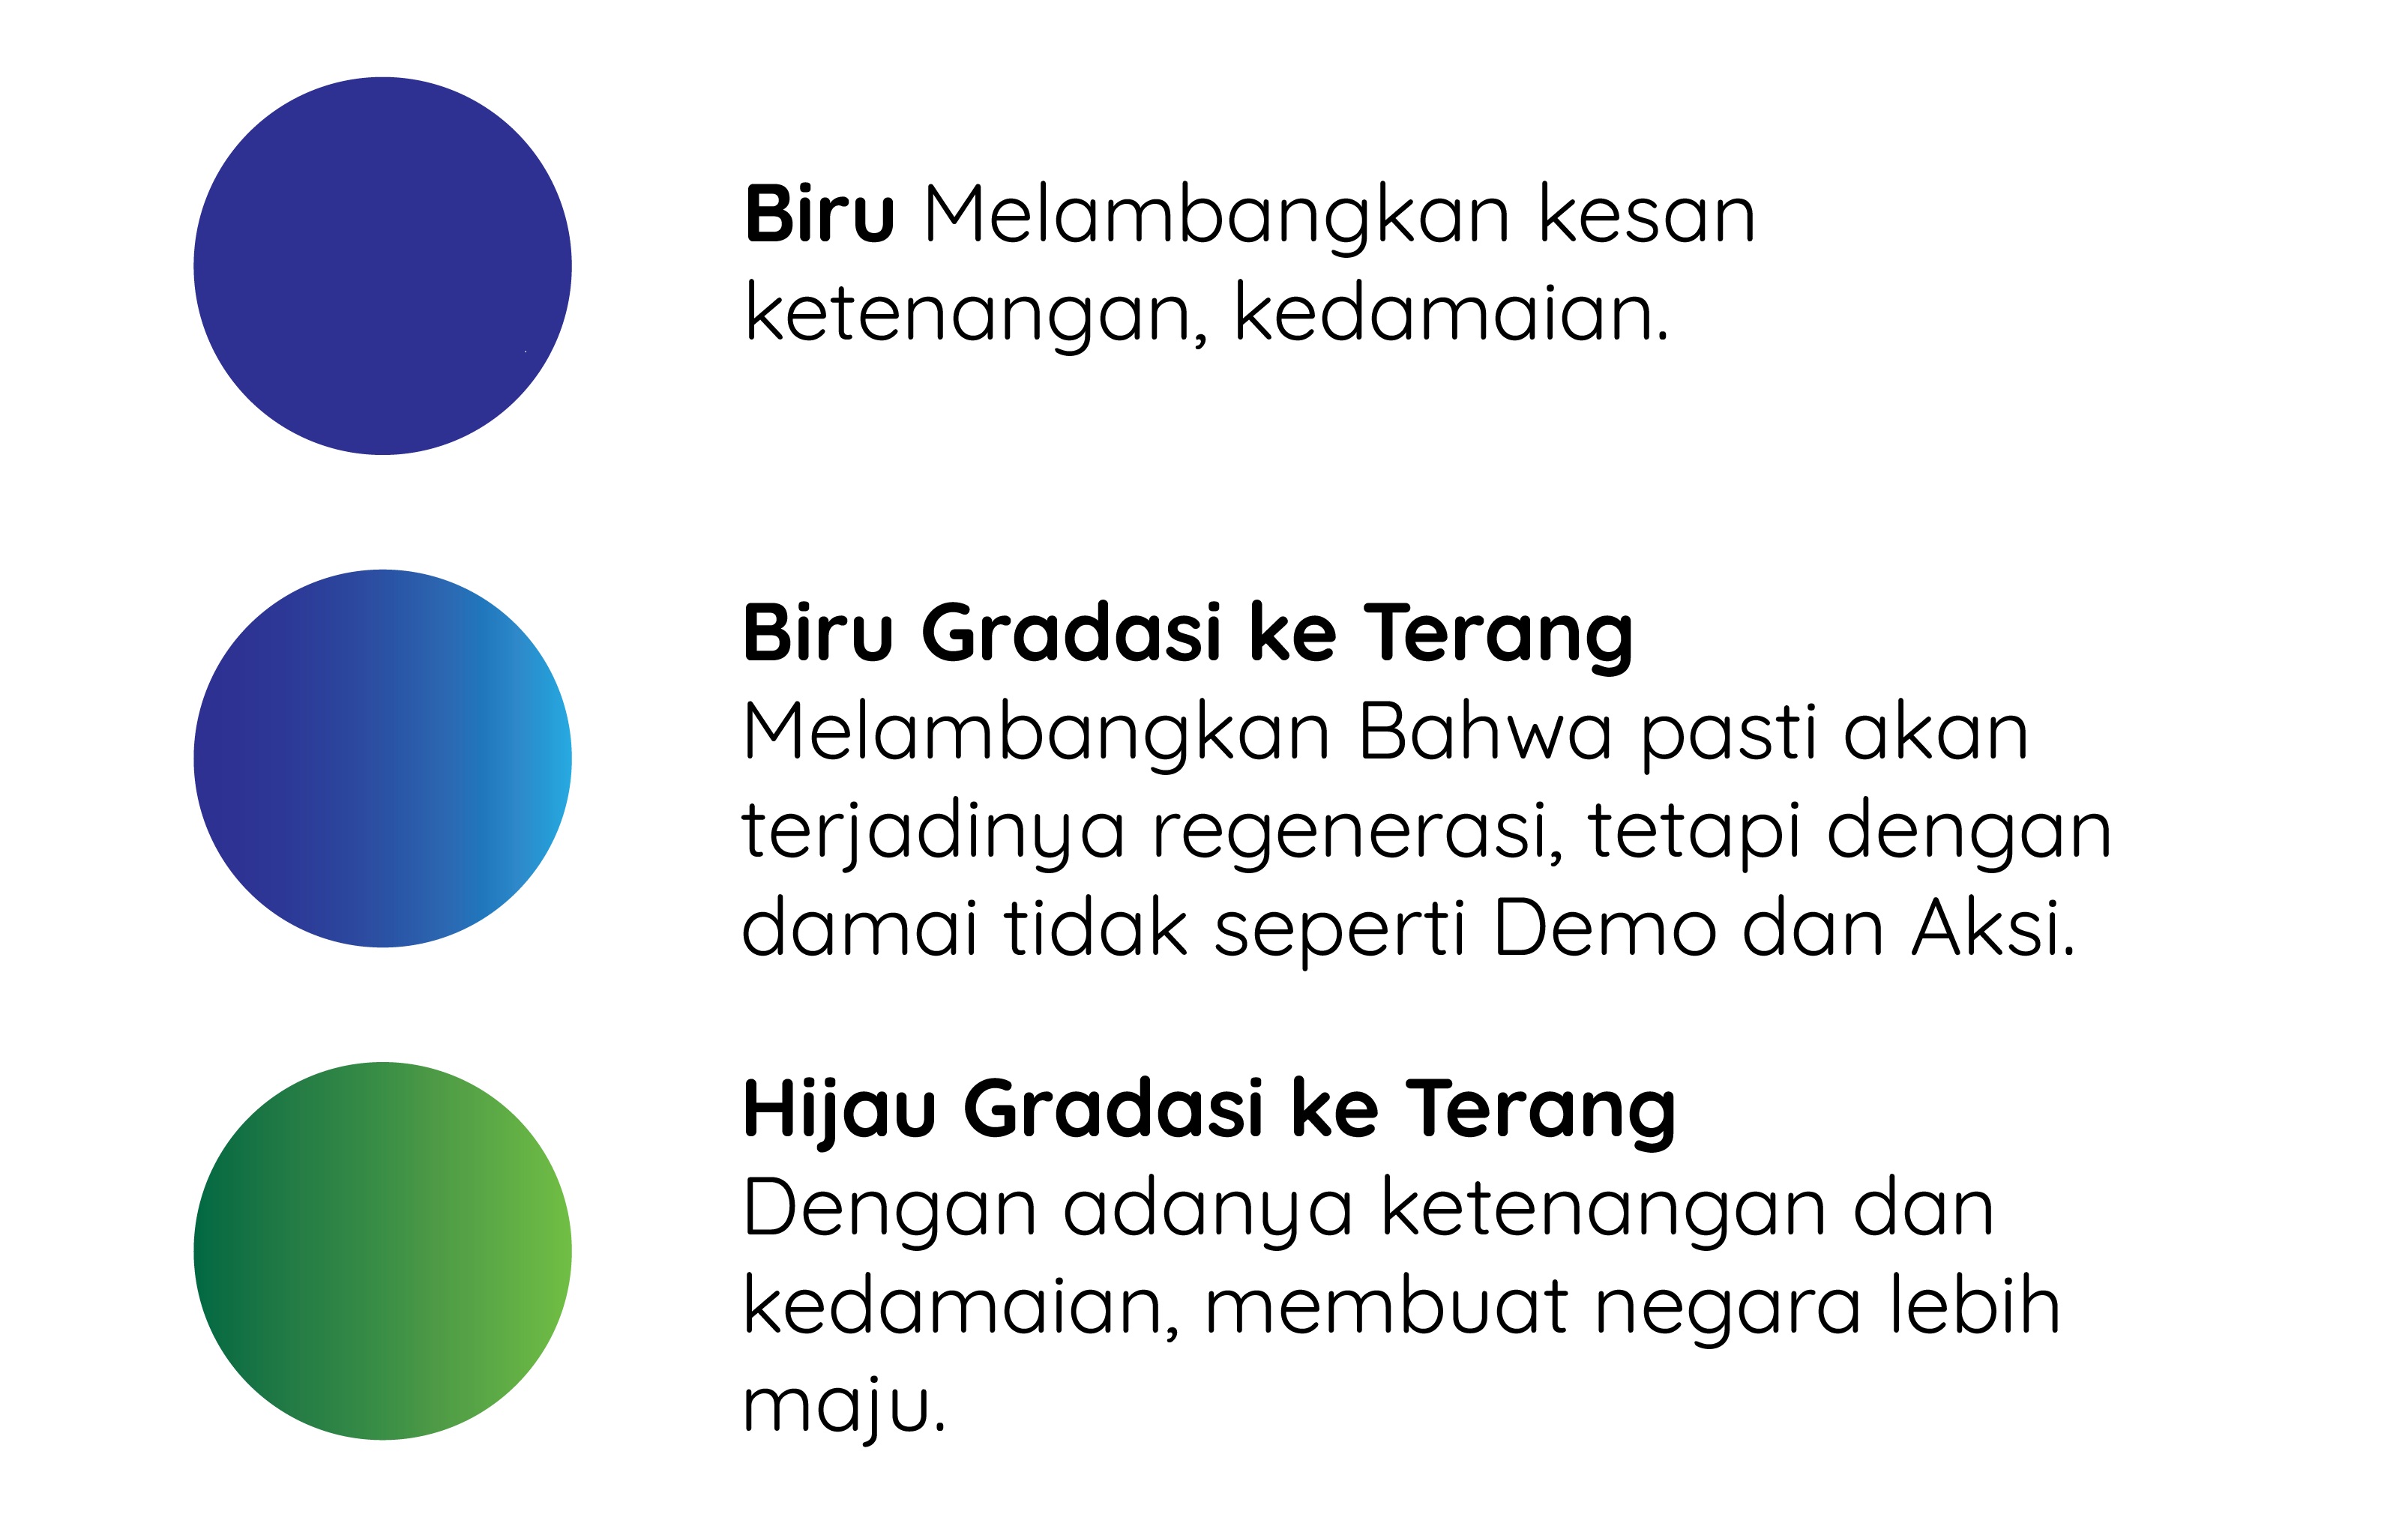 Biru Melambangkan kesan
ketenangan, kedamaian.
Biru Gradasi ke Terang
Melambangkan Bahwa pasti akan
terjadinya regenerasi, tetapi dengan
damai tidak seperti Demo dan Aksi.
Hijau Gradasi ke Terang
Dengan adanya ketenangan dan
kedamaian, membuat negara lebih
maju.